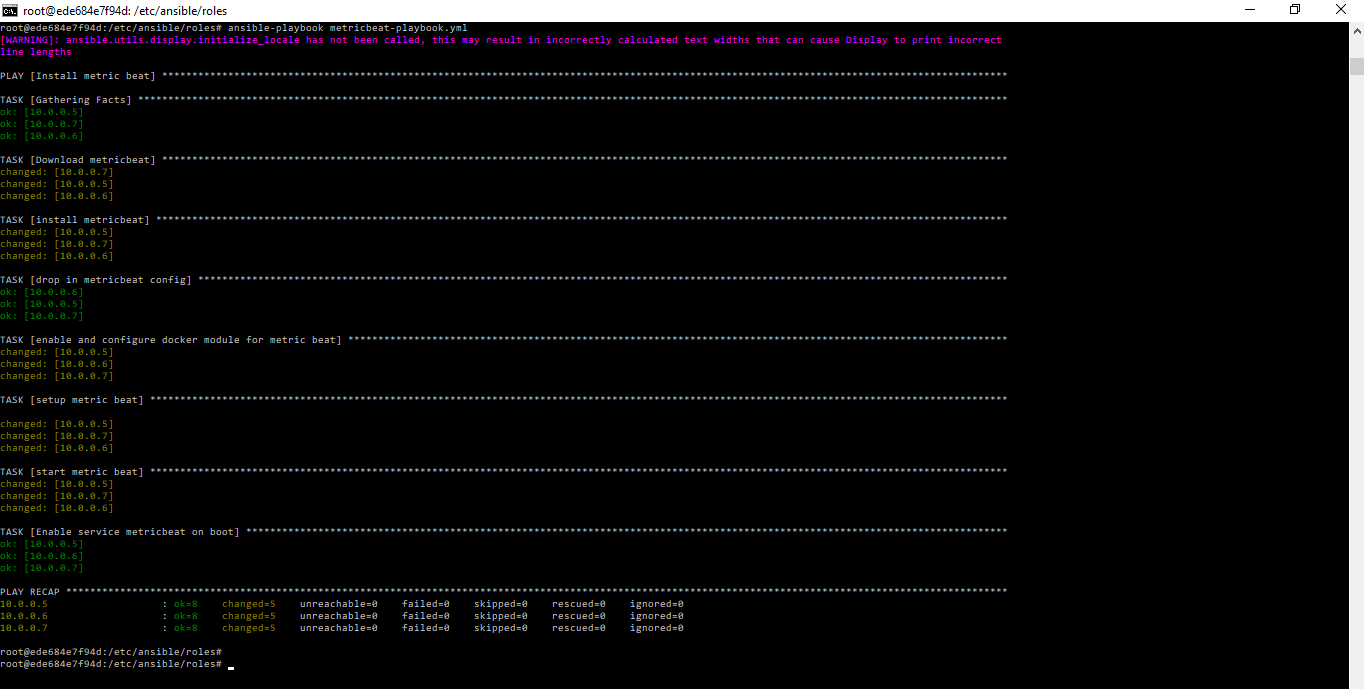 root@ede684e7f94d: /etc/ansible/roles
root@ede684e7f94d:/etc/ansible/roles# ansible-playbook metricbeat-playbook.yml
[WARNING]: ansible.utils.display.initialize_locale has not been called, this may result in incorrectly calculated text widths that can cause Display to print incorrect
line lengths
PLAY [Install metric beat] *********************************************************************************************************************************************
TASK [Gathering Facts] *************************************************************************************************************************************************
ok: [10.0.0.5]
ok: [10.0.0.7]
ok: [10.0.0.6]
TASK [Download metricbeat] *********************************************************************************************************************************************
changed: [10.0.0.7]
changed: [10.0.0.5]
changed: [10.0.0.6]
TASK [install metricbeat] **********************************************************************************************************************************************
changed: [10.0.0.5]
changed: [10.0.0.7]
changed: [10.0.0.6]
TASK [drop in metricbeat config] ***************************************************************************************************************************************
ok: [10.0.0.6]
ok: [10.0.0.5]
ok: [10.0.0.7]
TASK [enable and configure docker module for metric beat] **************************************************************************************************************
changed: [10.0.0.5]
changed: [10.0.0.6]
changed: [10.0.0.7]
TASK [setup metric beat] ***********************************************************************************************************************************************
changed: [10.0.0.5]
changed: [10.0.0.7]
changed: [10.0.0.6]
TASK [start metric beat] ***********************************************************************************************************************************************
changed: [10.0.0.5]
changed: [10.0.0.7]
changed: [10.0.0.6]
TASK [Enable service metricbeat on boot] *******************************************************************************************************************************
ok: [10.0.0.5]
ok: [10.0.0.6]
ok: [10.0.0.7]
PLAY RECAP *************************************************************************************************************************************************************
10.0.0.5                   : ok=8    changed=5    unreachable=0    failed=0    skipped=0    rescued=0    ignored=0
10.0.0.6                   : ok=8    changed=5    unreachable=0    failed=0    skipped=0    rescued=0    ignored=0
10.0.0.7                   : ok=8    changed=5    unreachable=0    failed=0    skipped=0    rescued=0    ignored=0
root@ede684e7f94d:/etc/ansible/roles#
root@ede684e7f94d:/etc/ansible/roles#